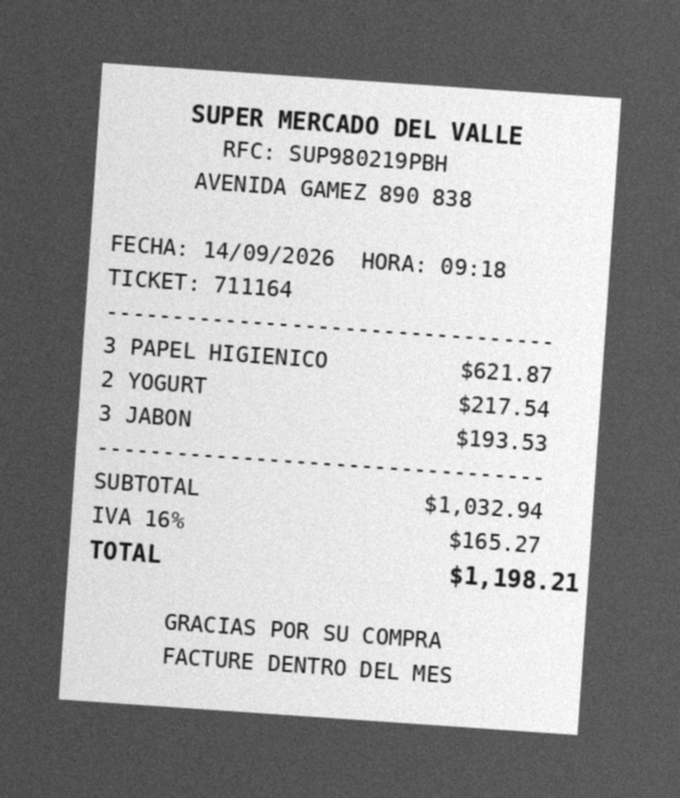 SUPER MERCADO DEL VALLE
RFC: SUP980219PBH
AVENIDA GAMEZ 890 838
FECHA: 14/09/2026 HORA: 09:18
TICKET: 711164
----------------------------------
3 PAPEL HIGIENICO $621.87
2 YOGURT $217.54
3 JABON $193.53
----------------------------------
SUBTOTAL $1,032.94
IVA 16% $165.27
TOTAL $1,198.21
GRACIAS POR SU COMPRA
FACTURE DENTRO DEL MES